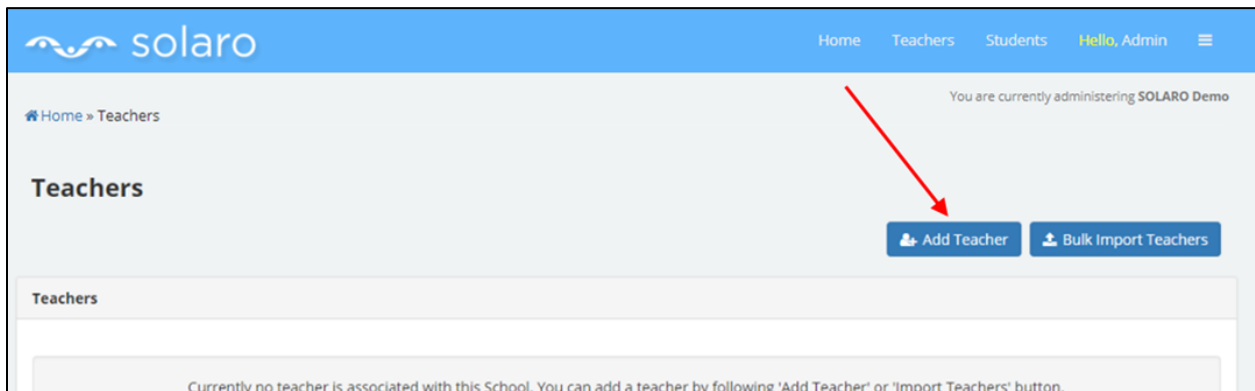 solaro
Home Teachers Students Hello, Admin
You are currently administering SOLARO Demo
Home » Teachers
Teachers
Add Teacher Bulk Import Teachers
Teachers
Currently no teacher is associated with this School. You can add a teacher by following 'Add Teacher' or 'Import Teachers' button.